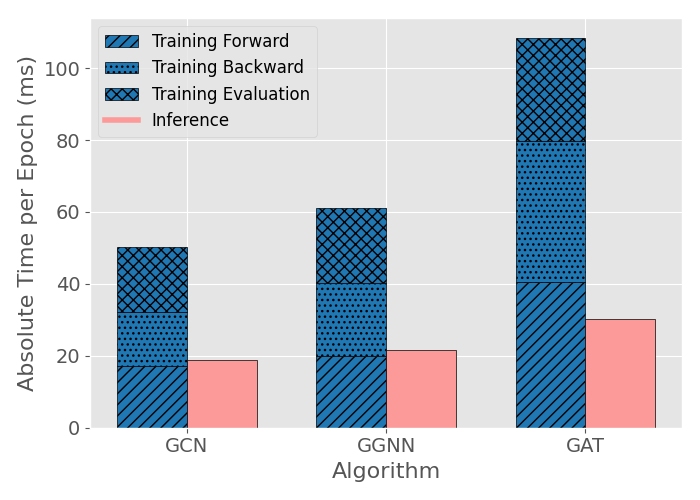 Training Forward
Training Backward
Training Evaluation
Inference
Absolute Time per Epoch (ms)
100
80
60
40
20
0
GCN GGNN GAT
Algorithm